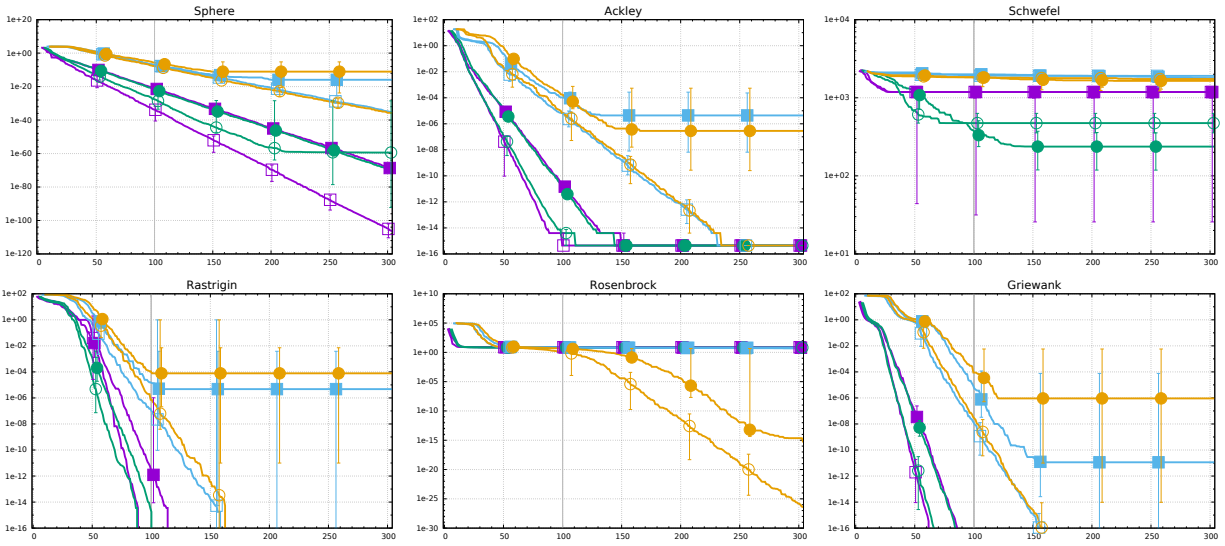 Sphere
1e+20
1e+00
1e-20
1e-40
1e-60
1e-80
1e-100
1e-120
0 50 100 150 200 250 300
Ackley
1e+02
1e+00
1e-02
1e-04
1e-06
1e-08
1e-10
1e-12
1e-14
1e-16
0 50 100 150 200 250 300
Schwefel
1e+04
1e+03
1e+02
1e+01
0 50 100 150 200 250 300
Rastrigin
1e+02
1e+00
1e-02
1e-04
1e-06
1e-08
1e-10
1e-12
1e-14
1e-16
0 50 100 150 200 250 300
Rosenbrock
1e+10
1e+05
1e+00
1e-05
1e-10
1e-15
1e-20
1e-25
1e-30
0 50 100 150 200 250 300
Griewank
1e+02
1e+00
1e-02
1e-04
1e-06
1e-08
1e-10
1e-12
1e-14
1e-16
0 50 100 150 200 250 300